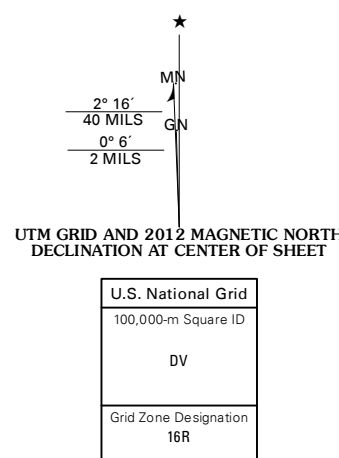 MN
2° 16´
40 MILS
GN
0° 6´
2 MILS
UTM GRID AND 2012 MAGNETIC NORTH
DECLINATION AT CENTER OF SHEET
U.S. National Grid
100,000-m Square ID
DV
Grid Zone Designation
16R